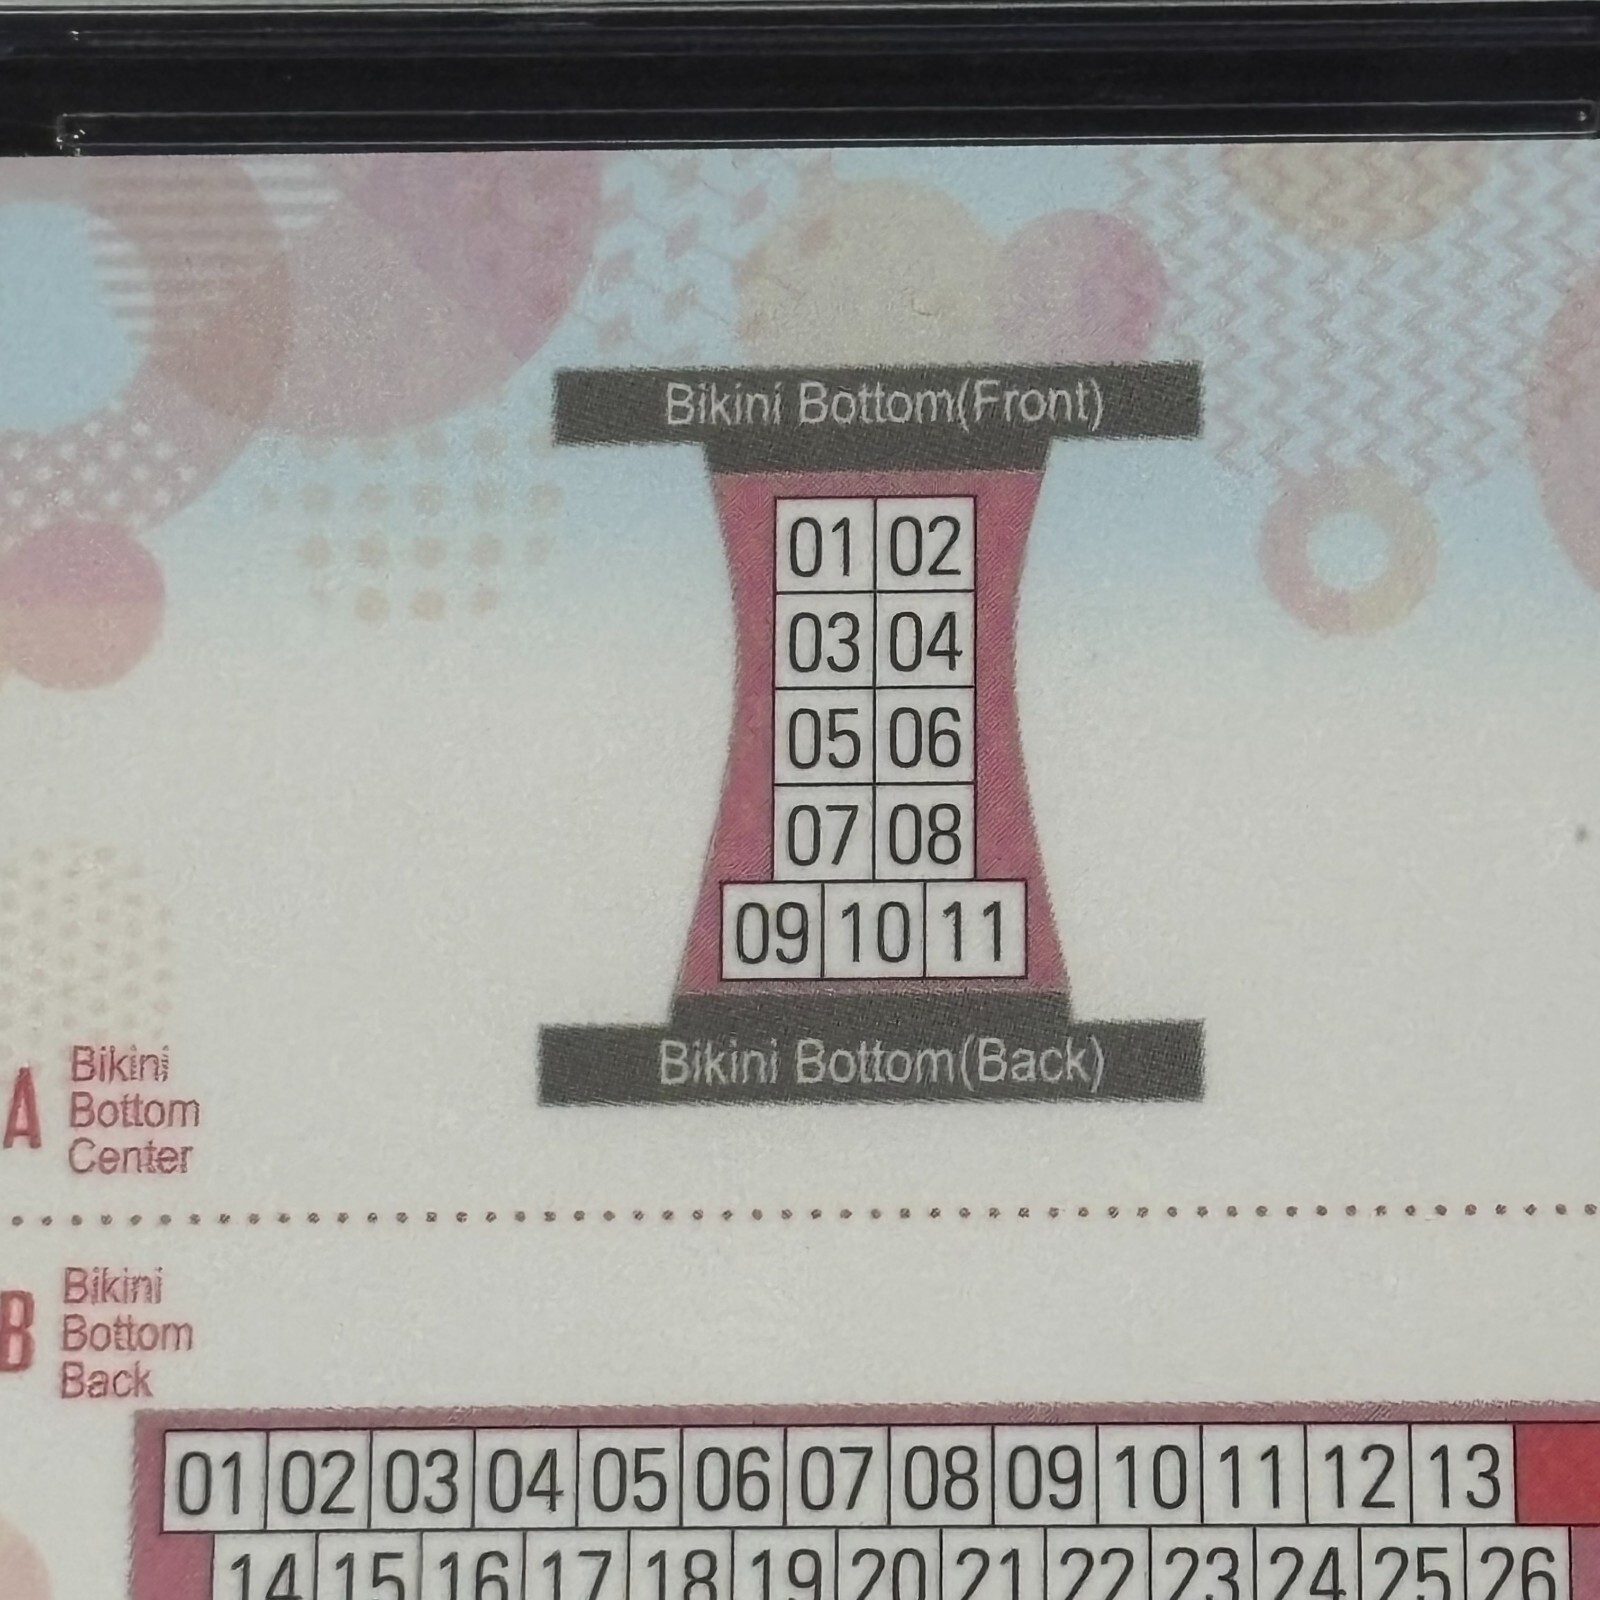 Bikini Bottom(Front)
01 02
03 04
05 06
07 08
09 10 11
Bikini Bottom(Back)
A Bikini
Bottom
Center
B Bikini
Bottom
Back
01 02 03 04 05 06 07 08 09 10 11 12 13
14 15 16 17 18 19 20 21 22 23 24 25 26